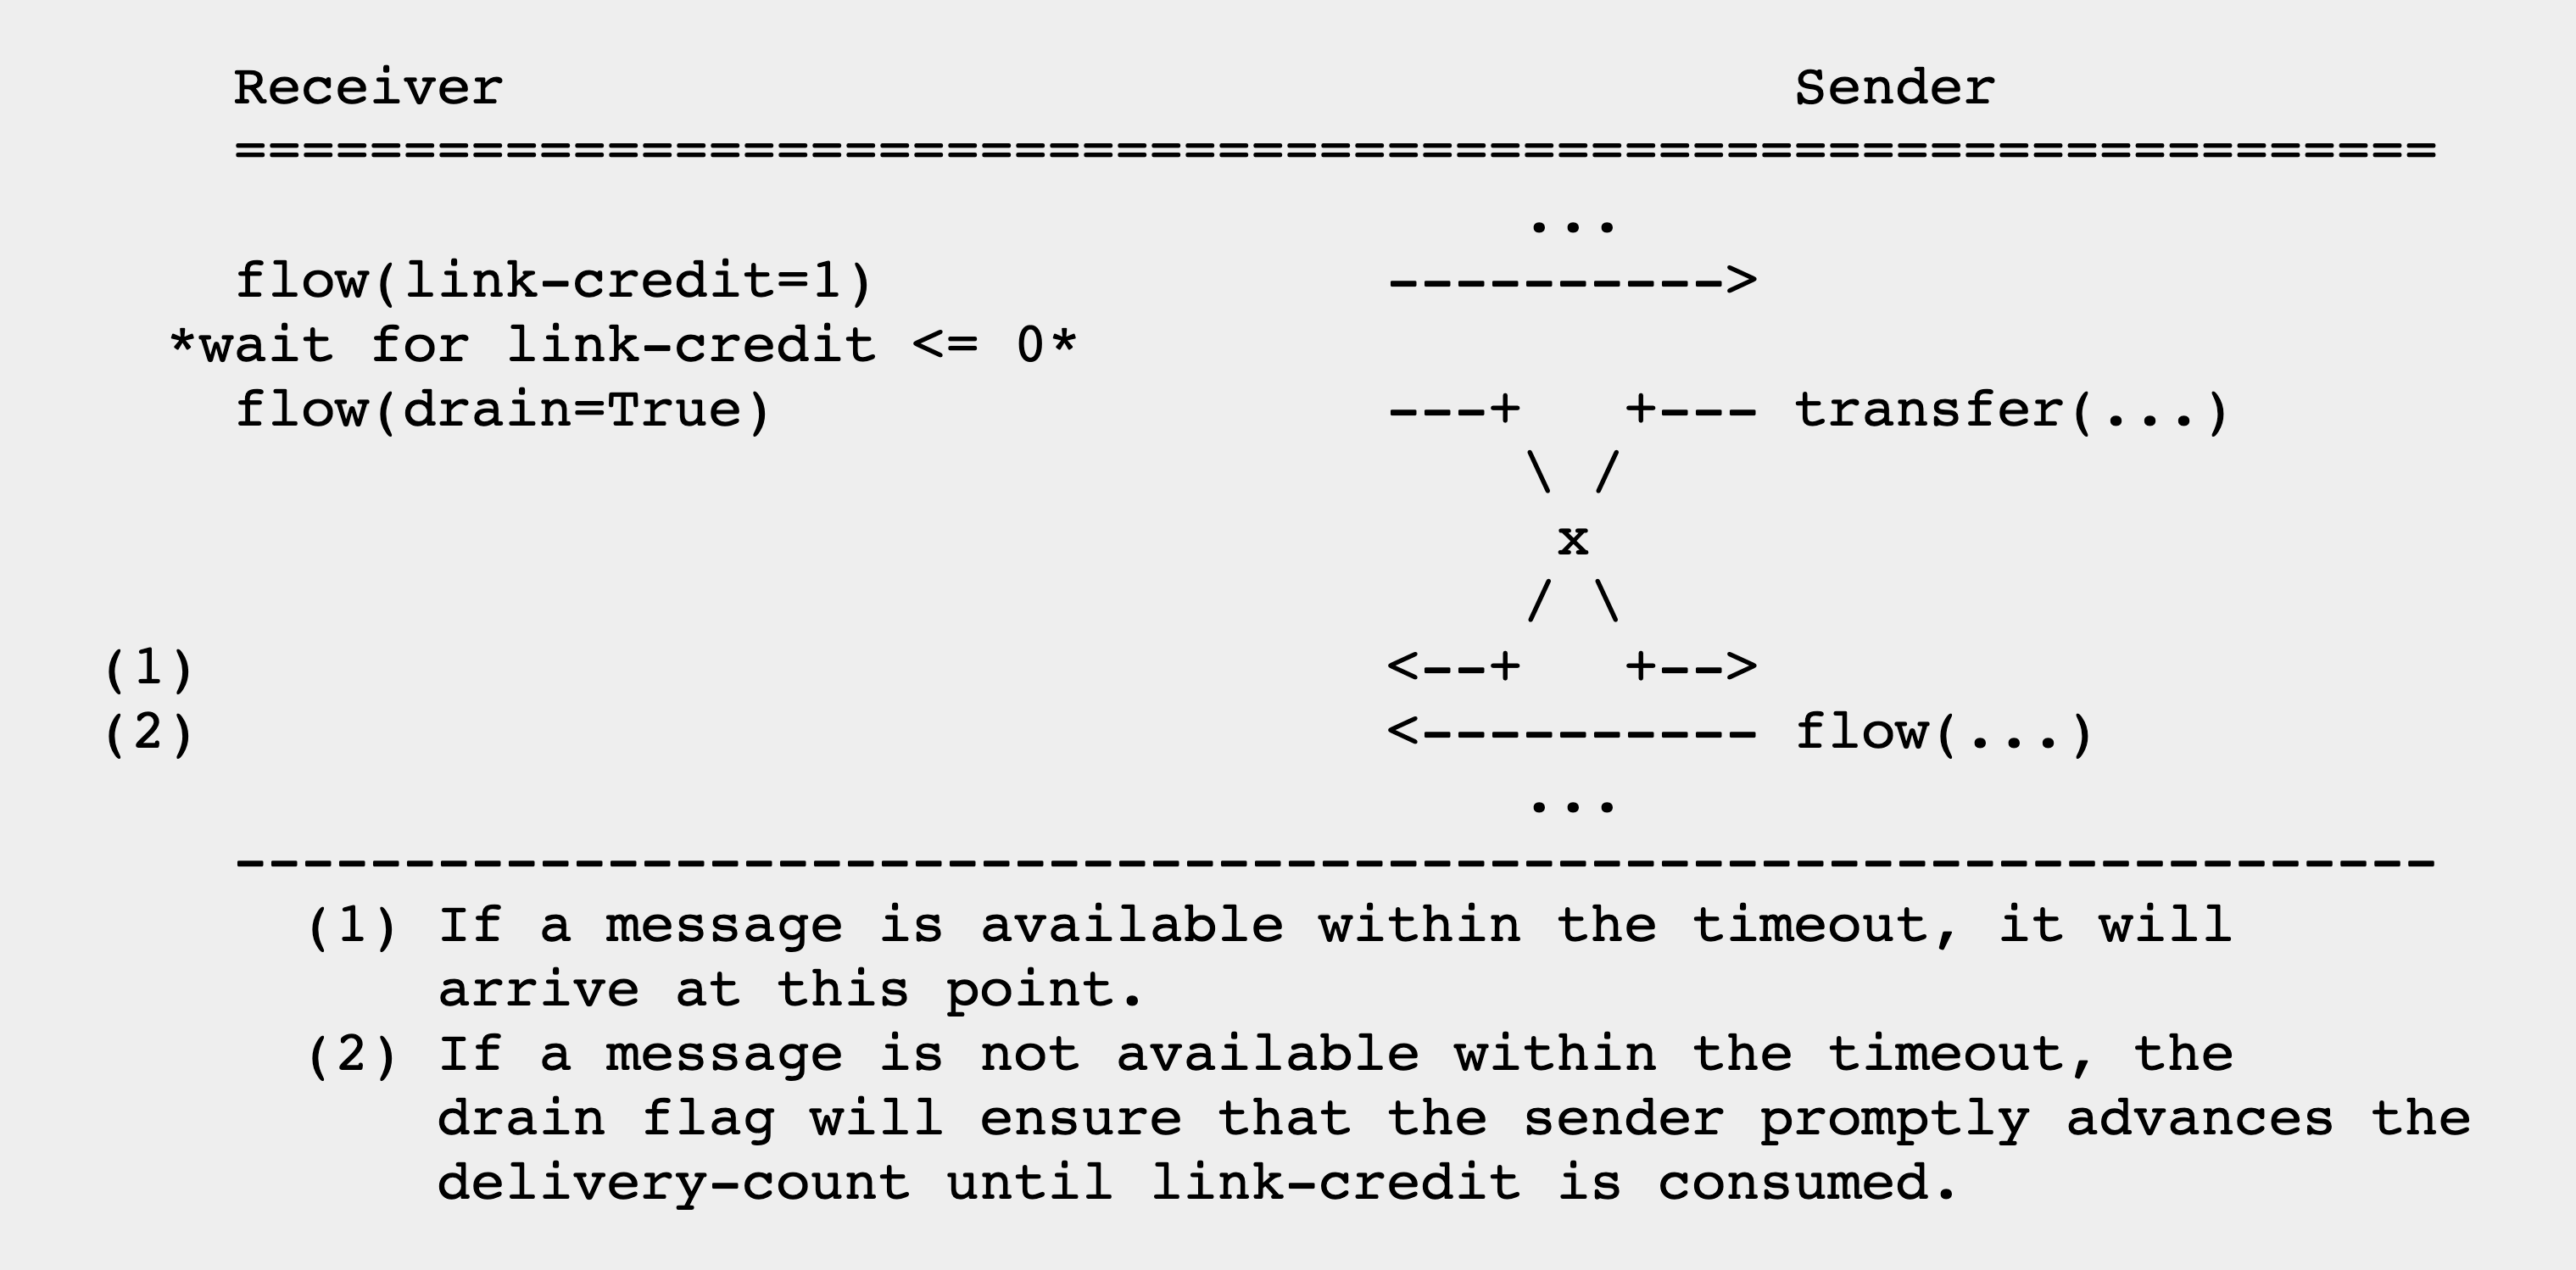 Receiver                                      Sender
=================================================================
                                      ...
flow(link-credit=1)               ---------->
*wait for link-credit <= 0*
flow(drain=True)                  ---+   +--- transfer(...)
                                      \ /
                                       x
                                      / \
(1)                                   <--+   +-->
(2)                                   <---------- flow(...)
                                      ...
-----------------------------------------------------------------
(1) If a message is available within the timeout, it will
arrive at this point.
(2) If a message is not available within the timeout, the
drain flag will ensure that the sender promptly advances the
delivery-count until link-credit is consumed.